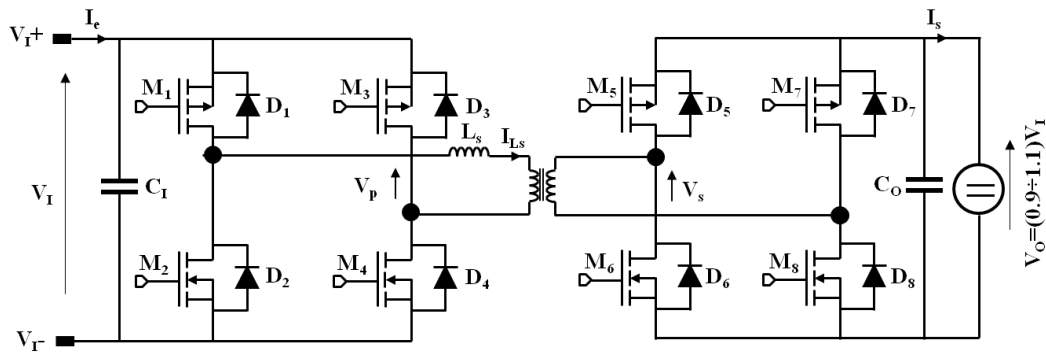 V_I+
I_e
I_s
M_1
D_1
M_3
D_3
M_5
D_5
M_7
D_7
L_s
I_Ls
V_I
C_I
V_p
V_s
C_O
V_O=(0.9÷1.1)V_I
M_2
D_2
M_4
D_4
M_6
D_6
M_8
D_8
V_I-